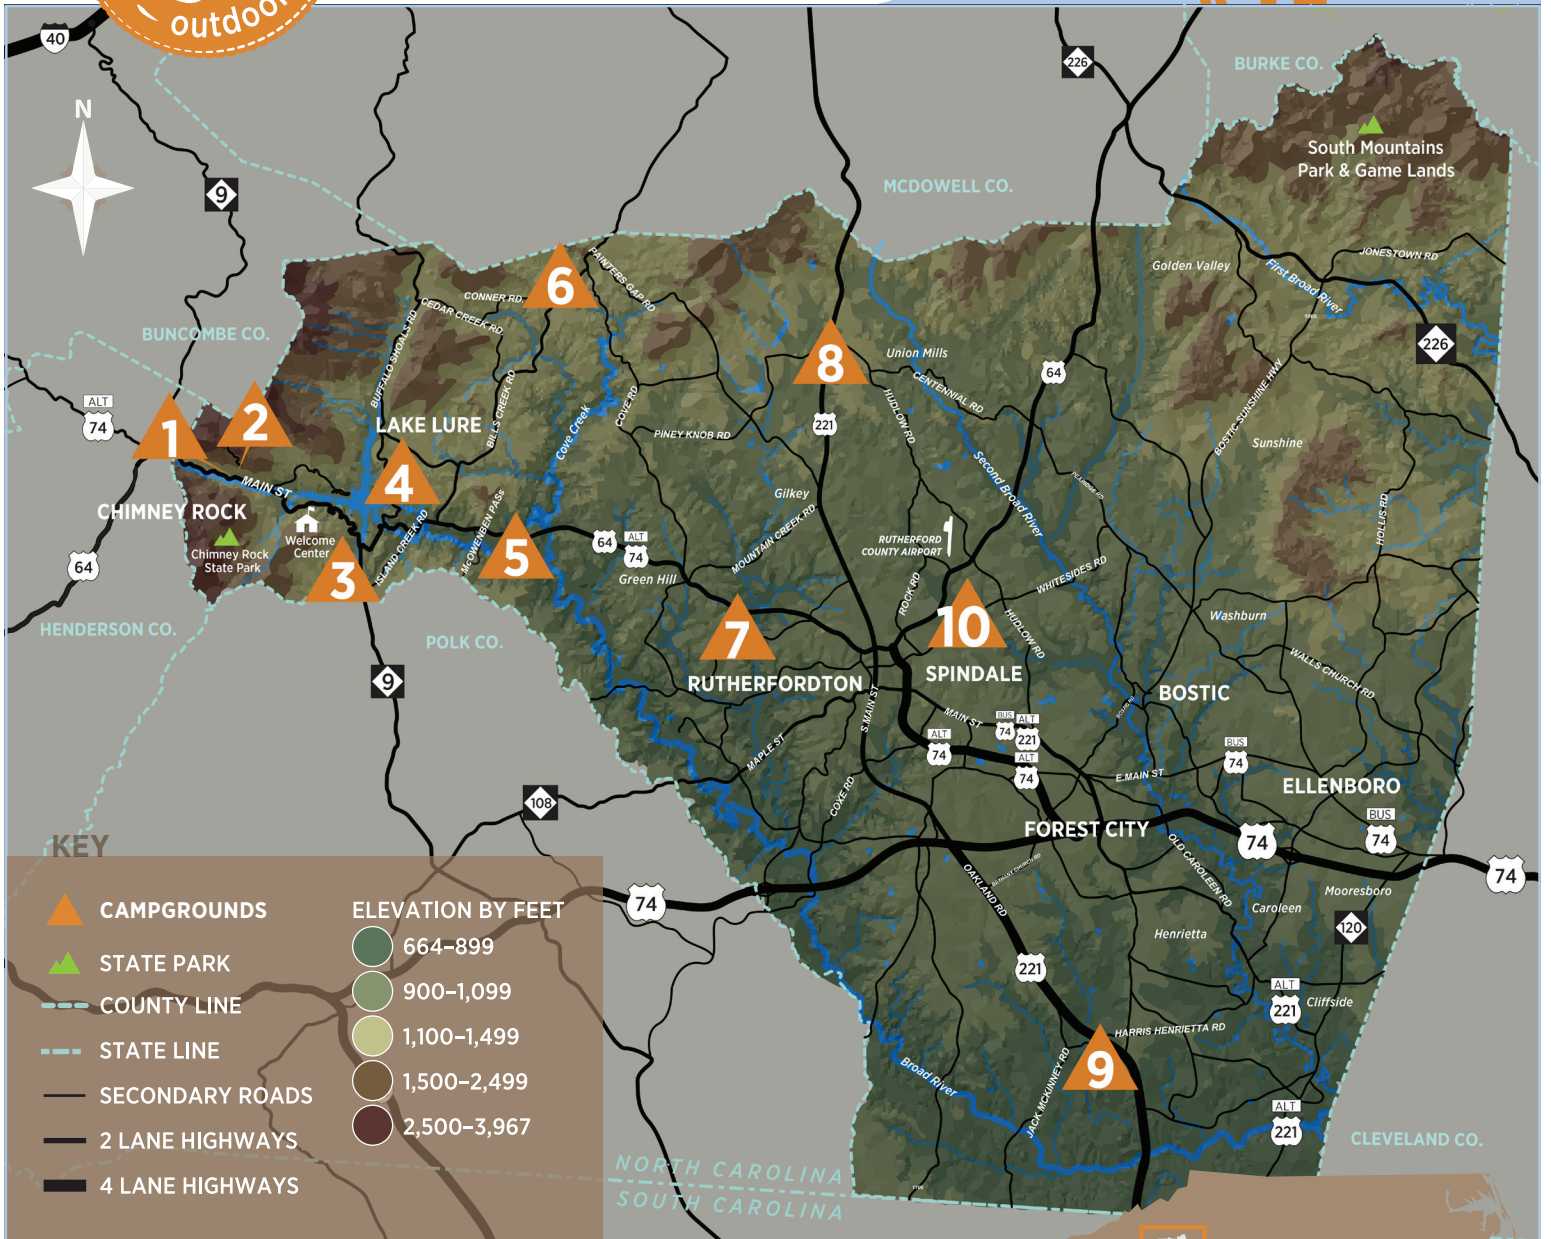 outdoor
N
40
9
226
BURKE CO.
South Mountains
Park & Game Lands
MCDOWELL CO.
JONESTOWN RD
Golden Valley
First Broad River
226
BUNCOMBE CO.
PAINTERS GAP RD
6
CONNER RD.
CEDAR CREEK RD
BUFFALO SHOALS RD
8
Union Mills
CENTENNIAL RD
64
HUDLOW RD
221
ALT
74
1
2
LAKE LURE
BILLS CREEK RD
COVE RD
Cove Creek
PINEY KNOB RD
BOSTIC SUNSHINE HWY
Sunshine
4
MAIN ST
CHIMNEY ROCK
Chimney Rock
State Park
Welcome
Center
3
ISLAND CREEK RD
McOWENBEN PASs
5
64
ALT
74
Green Hill
Gilkey
MOUNTAIN CREEK RD
Second Broad River
PEARIDGE RD
HOLLIS RD
RUTHERFORD
COUNTY AIRPORT
ROCK RD
WHITESIDES RD
64
HENDERSON CO.
POLK CO.
9
7
RUTHERFORDTON
10
SPINDALE
HUDLOW RD
Washburn
WALLS CHURCH RD
BOSTIC
S.MAIN ST
MAIN ST
BUS
74
ALT
221
ALT
74
ALT
74
MAPLE ST
COXE RD
E.MAIN ST
BUS
74
ELLENBORO
BUS
74
108
FOREST CITY
74
74
74
OLD CAROLEEN RD
OAKLAND RD
BETHANY CHURCH RD
Mooresboro
Caroleen
120
Henrietta
221
ALT
221
Cliffside
HARRIS HENRIETTA RD
9
JACK MCKINNEY RD
Broad River
ALT
221
CLEVELAND CO.
NORTH CAROLINA
SOUTH CAROLINA
KEY
CAMPGROUNDS
STATE PARK
COUNTY LINE
STATE LINE
SECONDARY ROADS
2 LANE HIGHWAYS
4 LANE HIGHWAYS
ELEVATION BY FEET
664–899
900–1,099
1,100–1,499
1,500–2,499
2,500–3,967